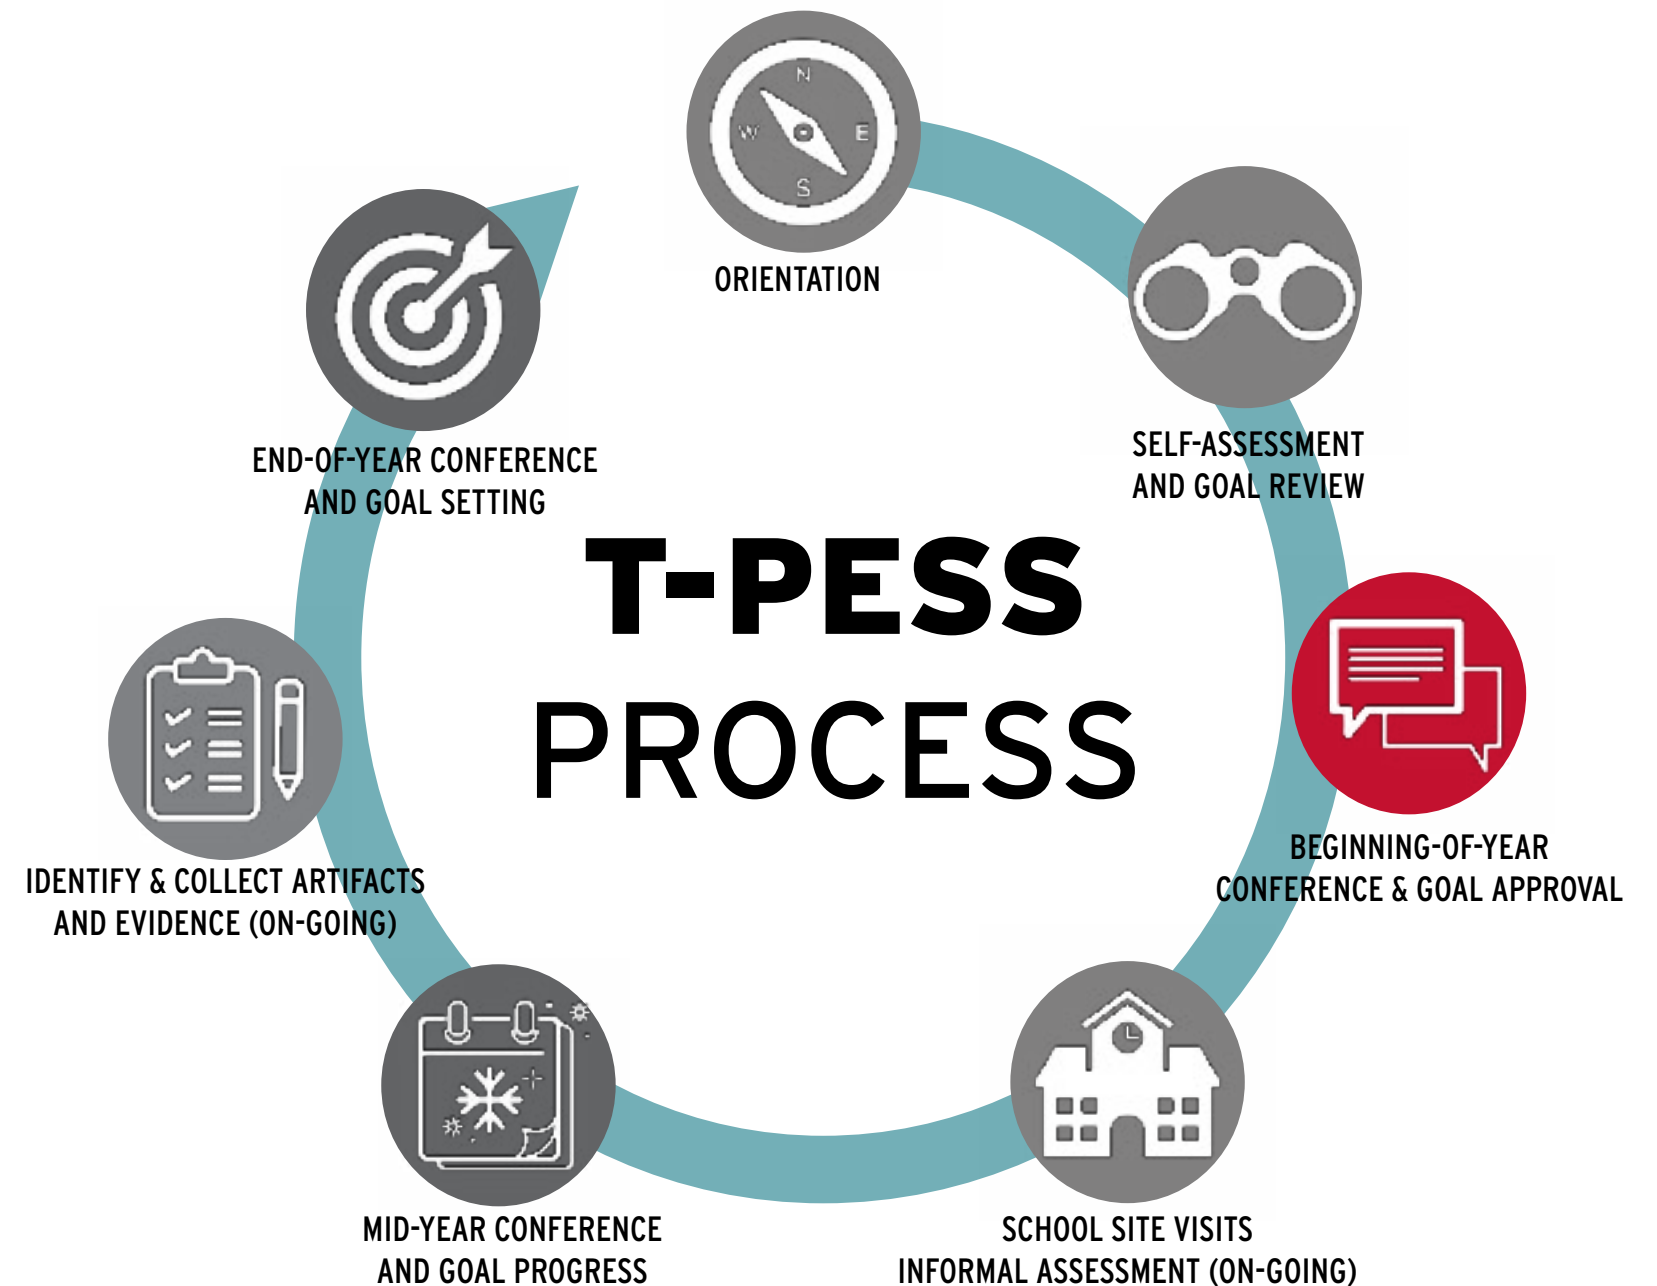 N
W
E
S
ORIENTATION
SELF-ASSESSMENT
AND GOAL REVIEW
BEGINNING-OF-YEAR
CONFERENCE & GOAL APPROVAL
SCHOOL SITE VISITS
INFORMAL ASSESSMENT (ON-GOING)
MID-YEAR CONFERENCE
AND GOAL PROGRESS
IDENTIFY & COLLECT ARTIFACTS
AND EVIDENCE (ON-GOING)
END-OF-YEAR CONFERENCE
AND GOAL SETTING
T-PESS
PROCESS